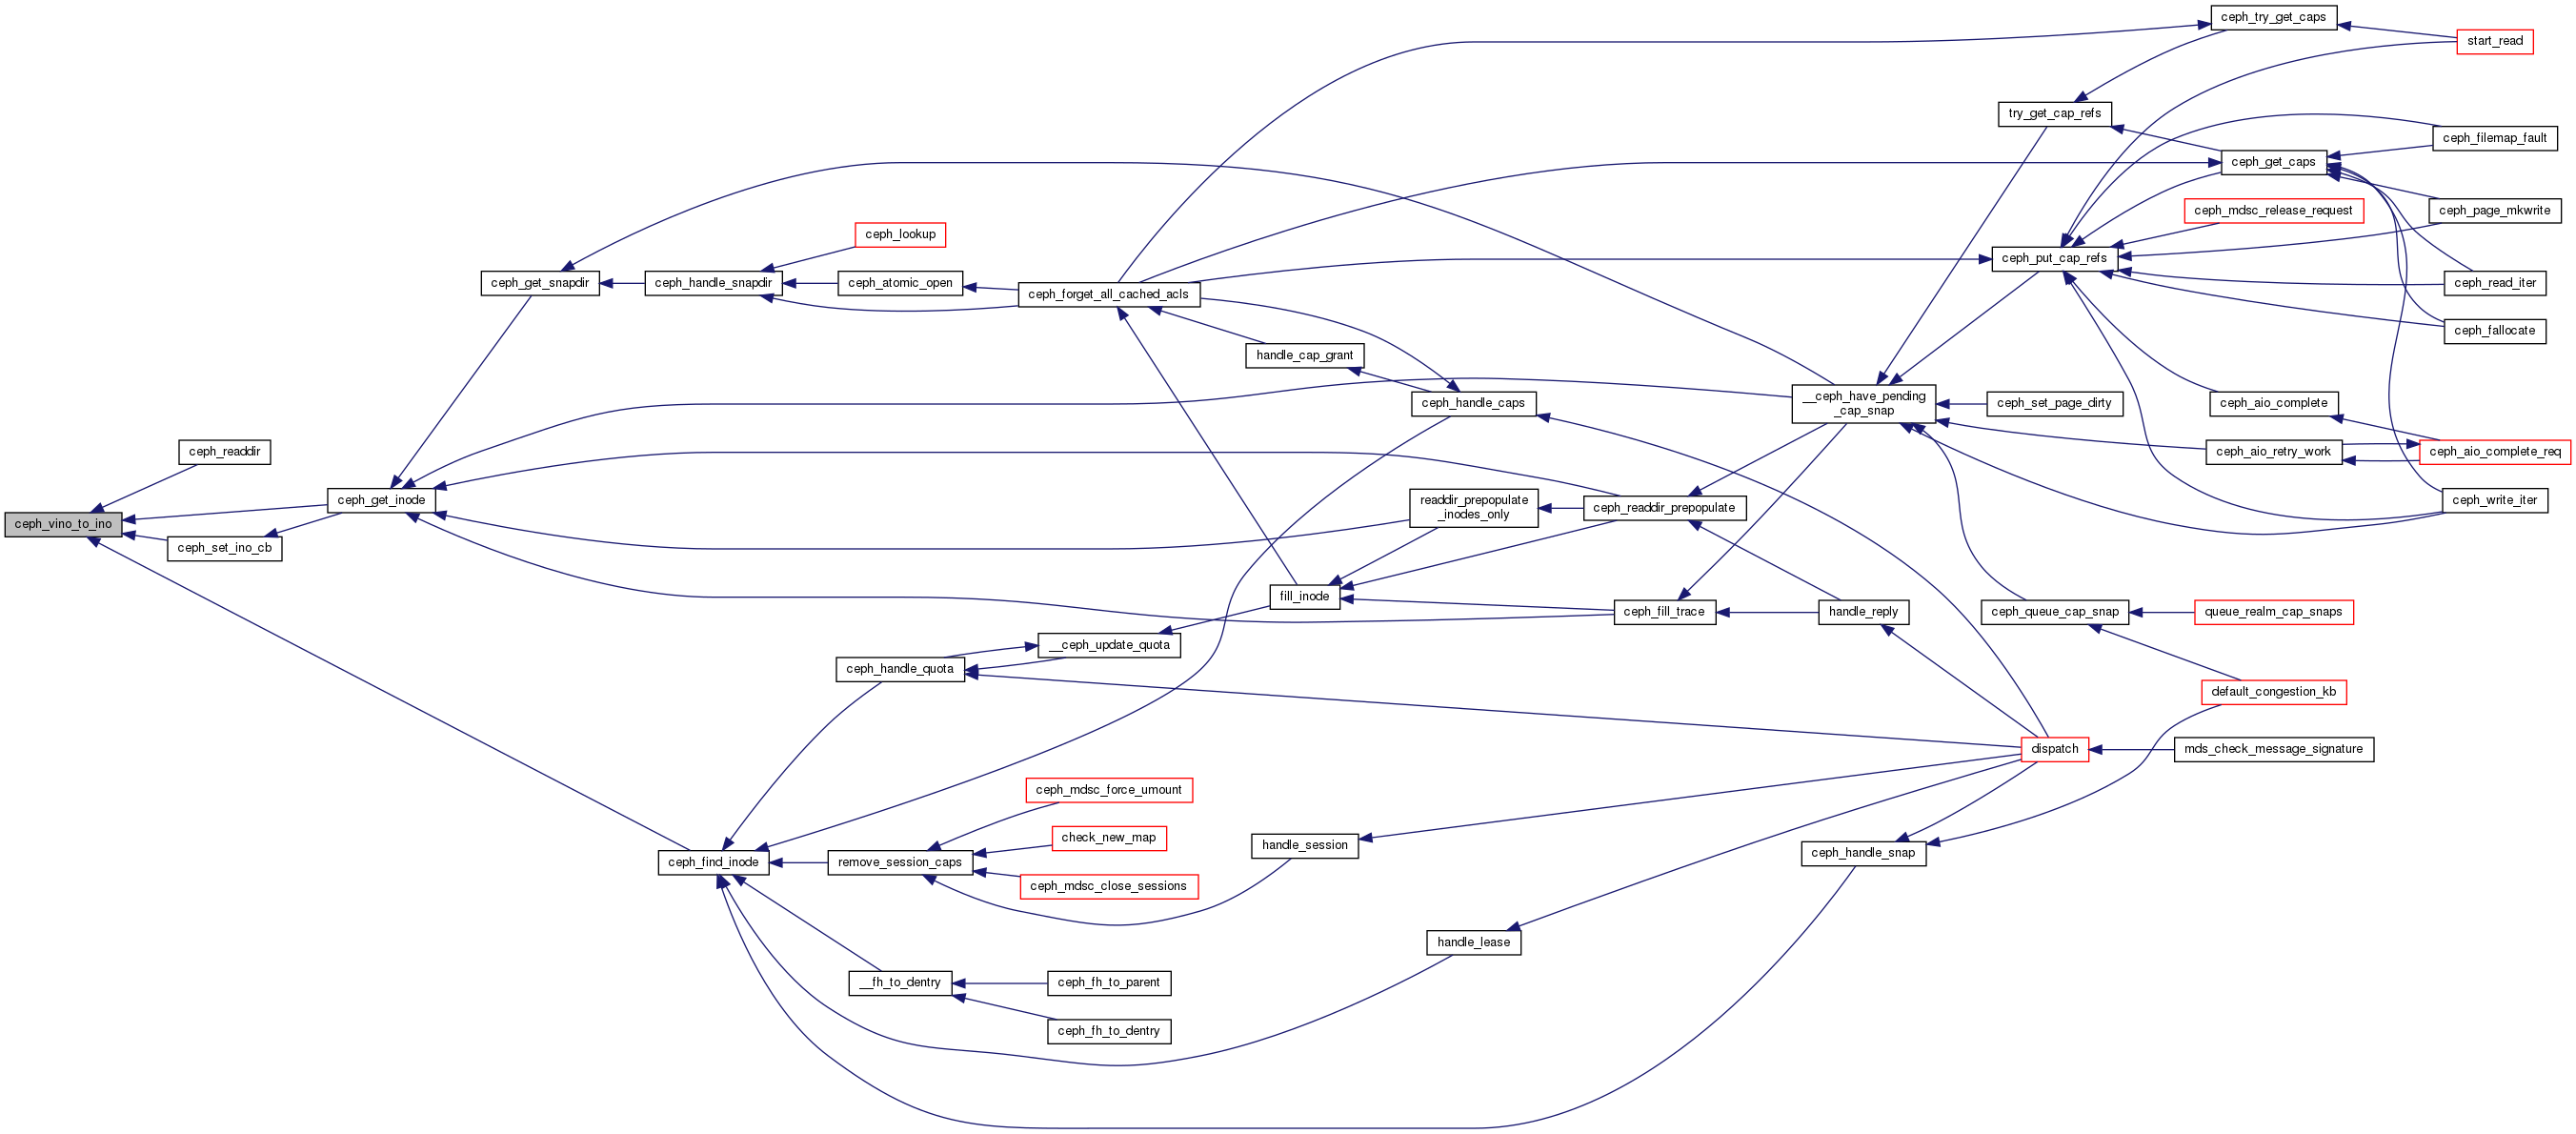 ceph_try_get_caps
start_read
try_get_cap_refs
ceph_filemap_fault
ceph_get_caps
ceph_mdsc_release_request
ceph_page_mkwrite
ceph_lookup
ceph_put_cap_refs
ceph_get_snapdir
ceph_handle_snapdir
ceph_atomic_open
ceph_forget_all_cached_acls
ceph_read_iter
ceph_fallocate
handle_cap_grant
ceph_handle_caps
__ceph_have_pending
_cap_snap
ceph_set_page_dirty
ceph_aio_complete
ceph_readdir
ceph_aio_retry_work
ceph_aio_complete_req
ceph_get_inode
readdir_prepopulate
_inodes_only
ceph_readdir_prepopulate
ceph_write_iter
ceph_vino_to_ino
ceph_set_ino_cb
fill_inode
ceph_fill_trace
handle_reply
ceph_queue_cap_snap
queue_realm_cap_snaps
__ceph_update_quota
ceph_handle_quota
default_congestion_kb
dispatch
mds_check_message_signature
ceph_mdsc_force_umount
check_new_map
handle_session
ceph_handle_snap
ceph_find_inode
remove_session_caps
ceph_mdsc_close_sessions
handle_lease
__fh_to_dentry
ceph_fh_to_parent
ceph_fh_to_dentry